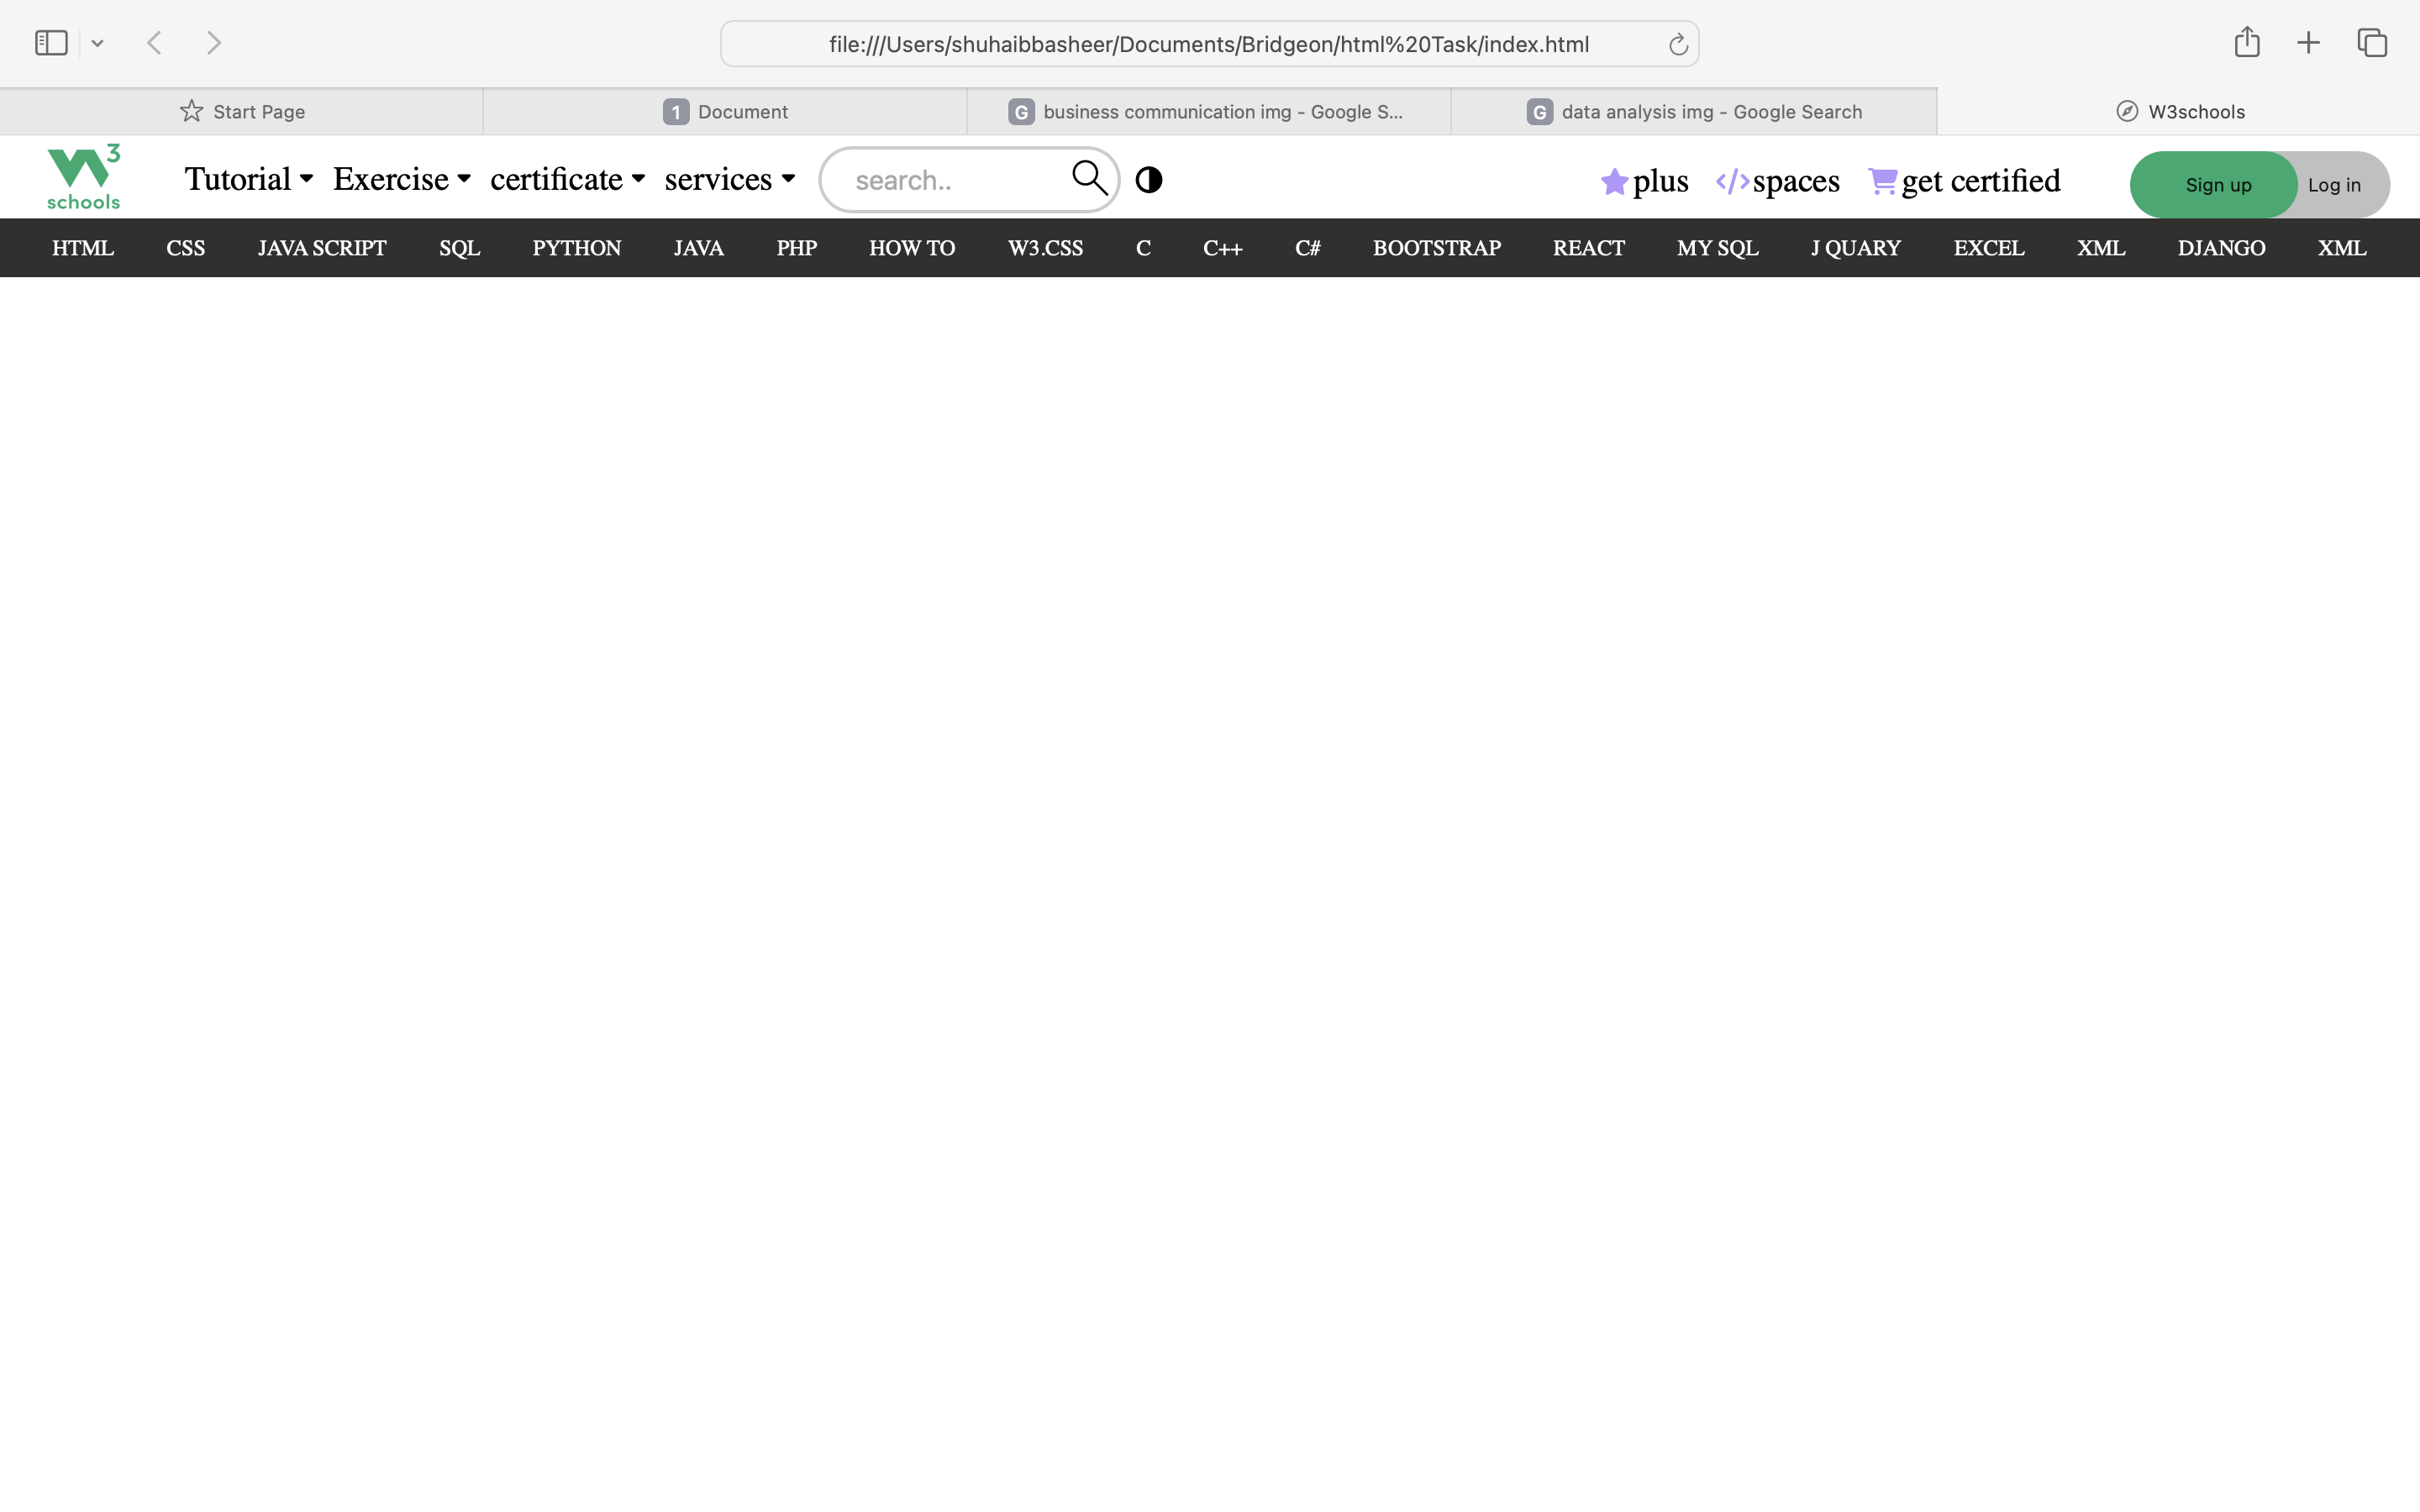 file:///Users/shuhaibbasheer/Documents/Bridgeon/html%20Task/index.html
Start Page
1 Document
G business communication img - Google S...
G data analysis img - Google Search
W3schools
W3 schools
Tutorial Exercise certificate services search.. plus </> spaces get certified Sign up Log in
HTML CSS JAVA SCRIPT SQL PYTHON JAVA PHP HOW TO W3.CSS C C++ C# BOOTSTRAP REACT MY SQL J QUARY EXCEL XML DJANGO XML